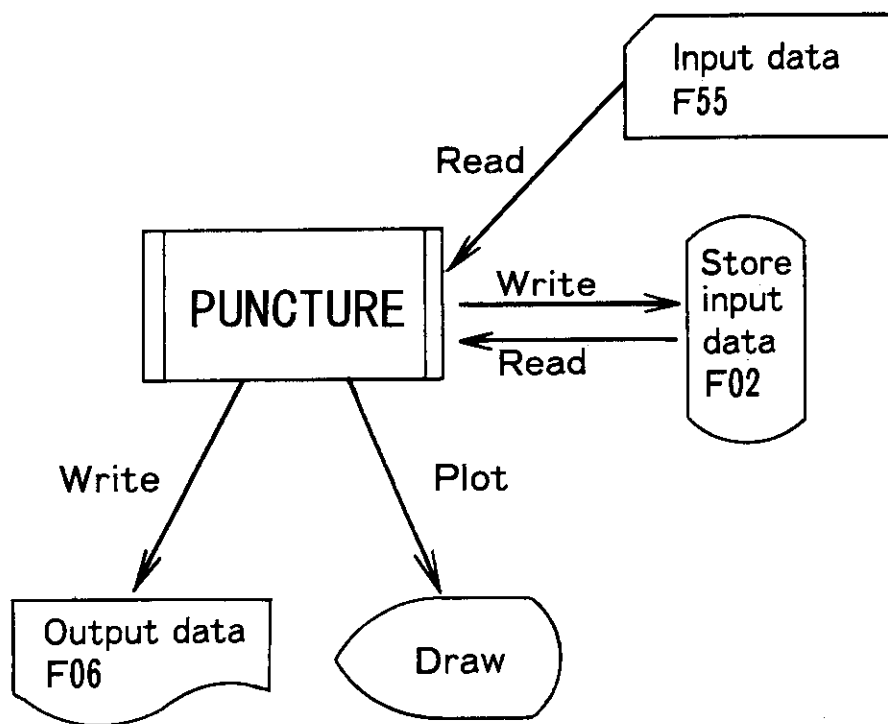 Input data
F55
Read
PUNCTURE
Write
Read
Store
input
data
F02
Write
Plot
Output data
F06
Draw